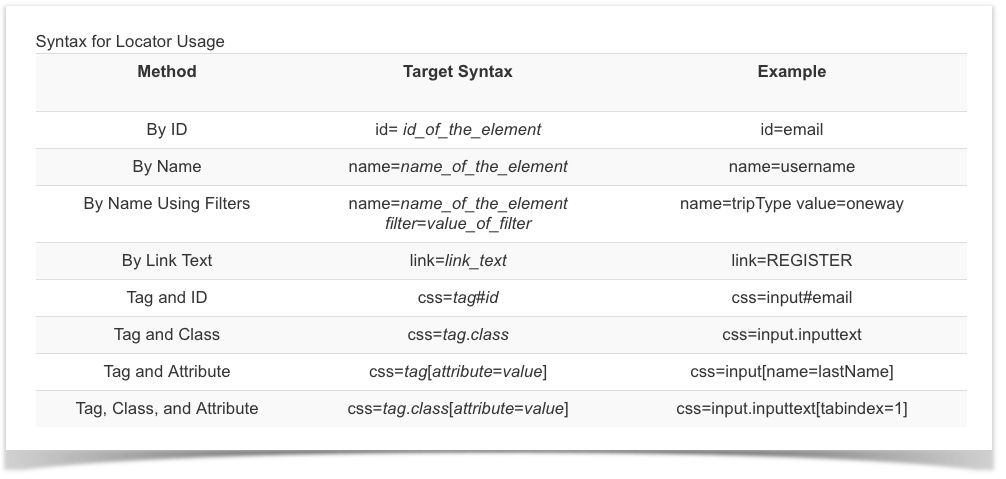 Syntax for Locator Usage
Method Target Syntax Example
By ID id= id_of_the_element id=email
By Name name=name_of_the_element name=username
By Name Using Filters name=name_of_the_element name=tripType value=oneway
filter=value_of_filter
By Link Text link=link_text link=REGISTER
Tag and ID css=tag#id css=input#email
Tag and Class css=tag.class css=input.inputtext
Tag and Attribute css=tag[attribute=value] css=input[name=lastName]
Tag, Class, and Attribute css=tag.class[attribute=value] css=input.inputtext[tabindex=1]